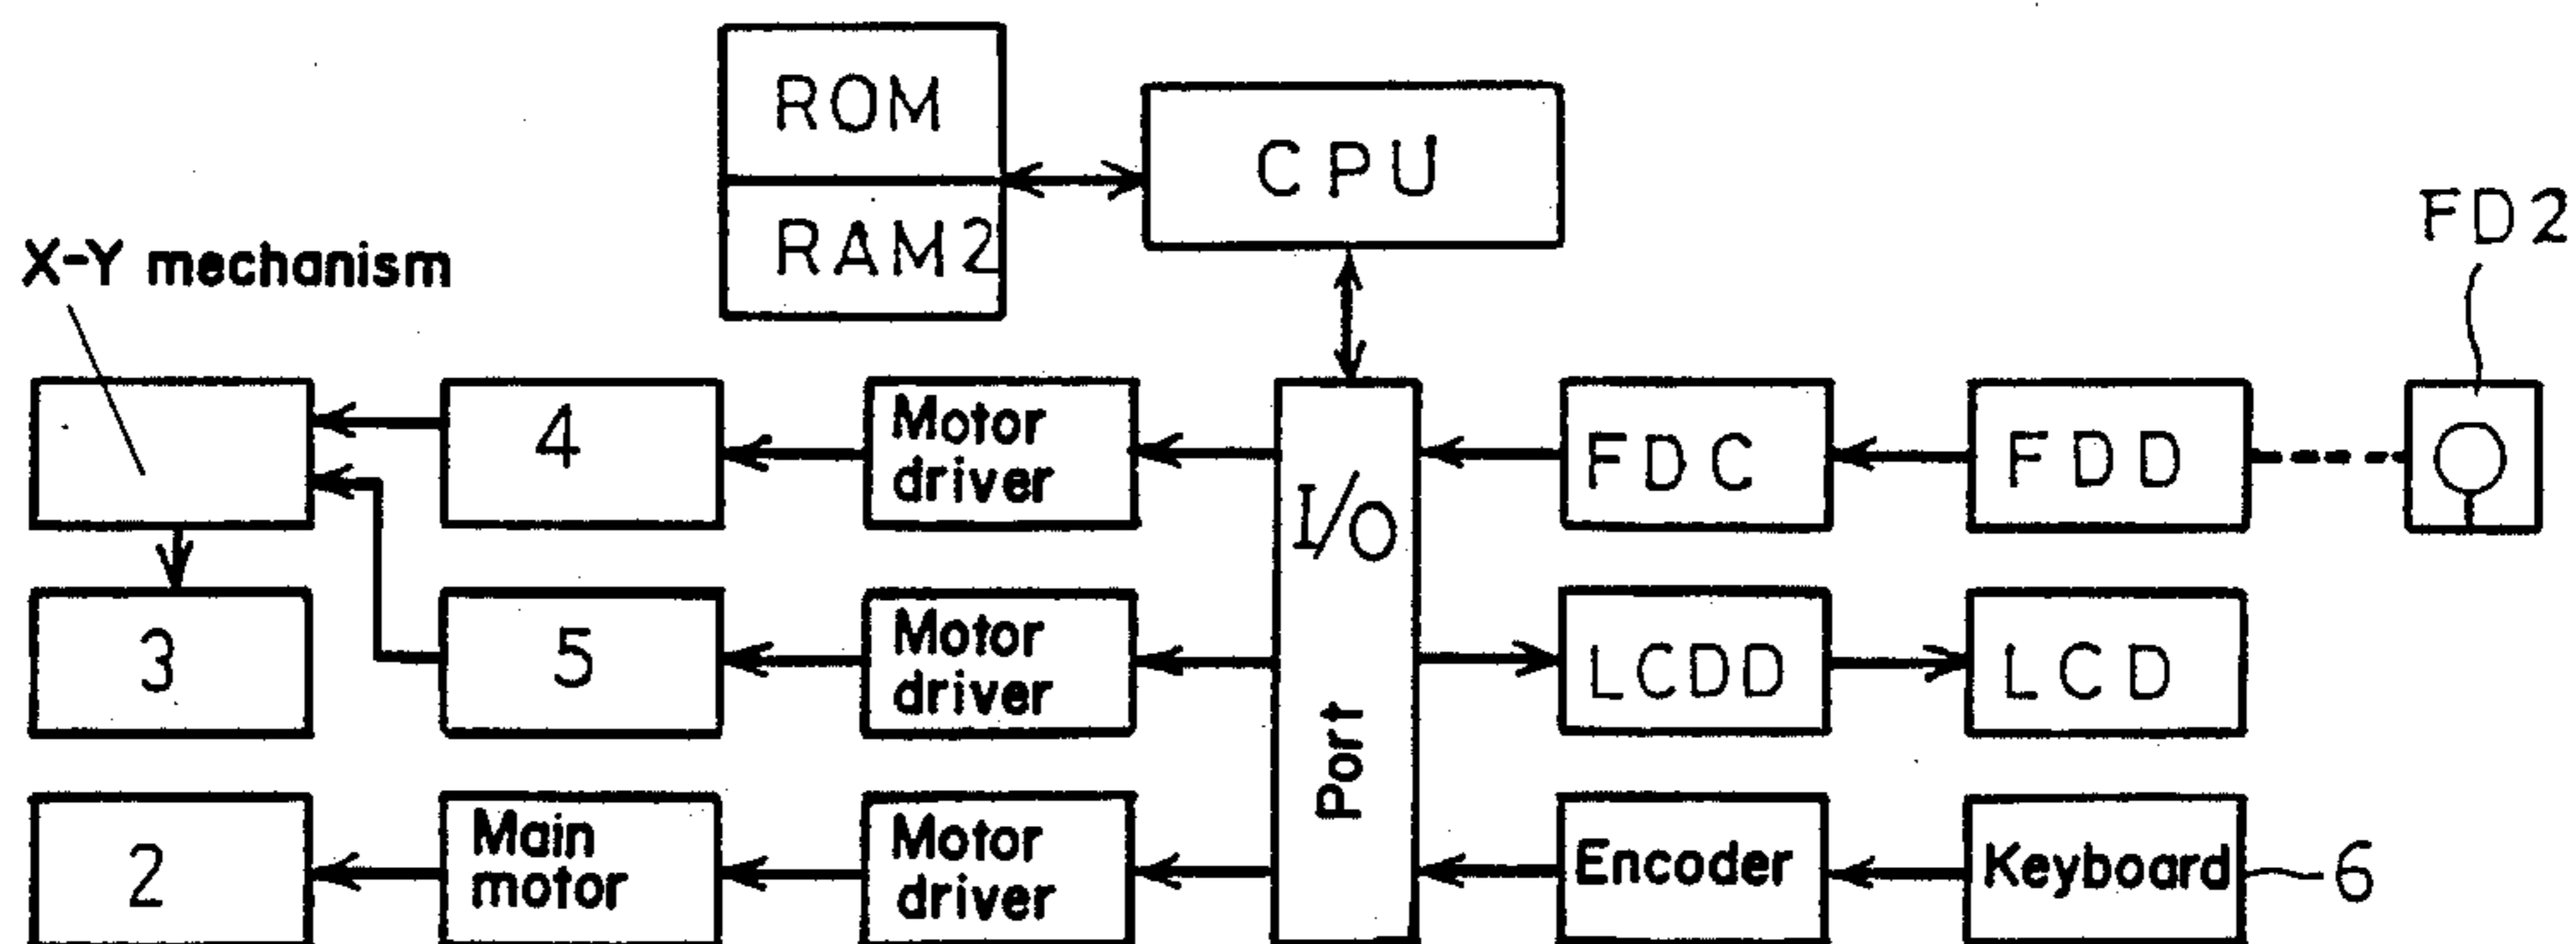 ROM
CPU
RAM2
FD2
X-Y mechanism
4
Motor
driver
I/O
Port
FDC
FDD
3
5
Motor
driver
LCDD
LCD
2
Main
motor
Motor
driver
Encoder
Keyboard
6